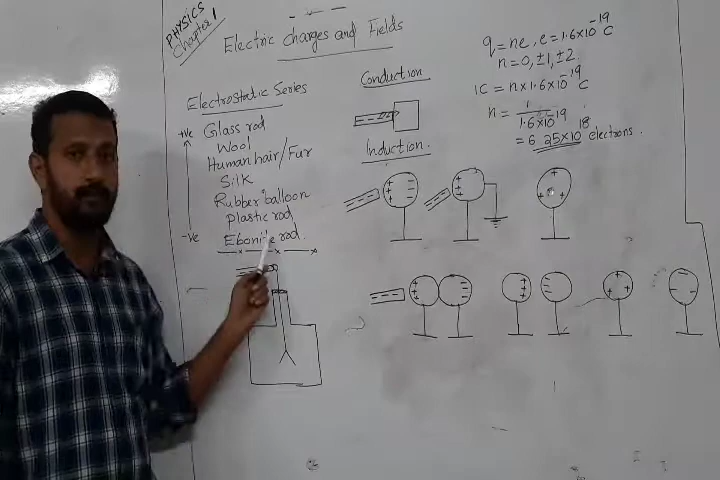 PHYSICS
Chapter 1
Electric charges and Fields
Electrostatic Series
+ve Glass rod
Wool
Human hair/Fur
Silk
Rubber balloon
Plastic rod
-ve Ebonite rod
Conduction
Induction
q = ne, e = 1.6×10⁻¹⁹ C
n = 0, ±1, ±2
1C = n×1.6×10⁻¹⁹ C
n = 1/1.6×10⁻¹⁹
= 6.25×10¹⁸ electrons.